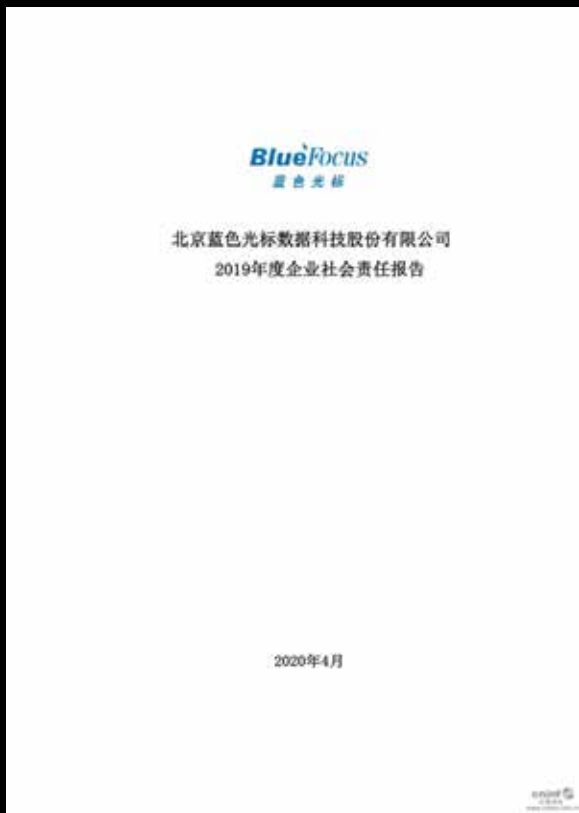 BlueFocus
蓝色光标
北京蓝色光标数据科技股份有限公司
2019年度企业社会责任报告
2020年4月
cninf